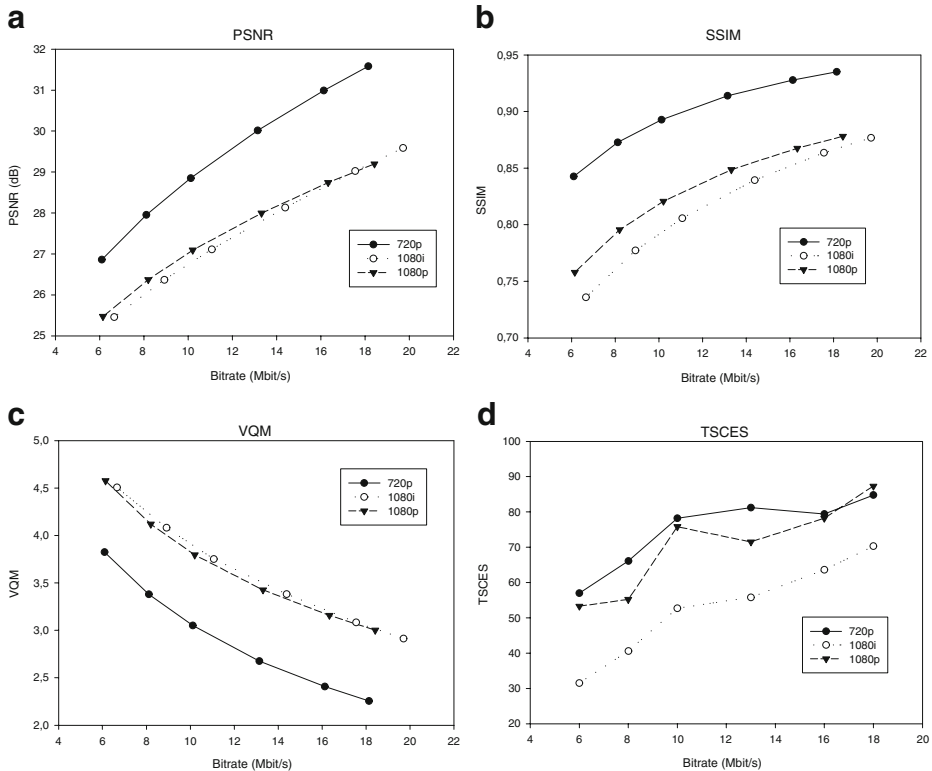 a
PSNR
32
31
30
29
28
27
26
25
PSNR (dB)
4 6 8 10 12 14 16 18 20 22
Bitrate (Mbit/s)
720p
1080i
1080p
b
SSIM
0,95
0,90
0,85
0,80
0,75
0,70
SSIM
4 6 8 10 12 14 16 18 20 22
Bitrate (Mbit/s)
720p
1080i
1080p
c
VQM
5,0
4,5
4,0
3,5
3,0
2,5
2,0
VQM
4 6 8 10 12 14 16 18 20 22
Bitrate (Mbit/s)
720p
1080i
1080p
d
TSCES
100
90
80
70
60
50
40
30
20
TSCES
4 6 8 10 12 14 16 18 20
Bitrate (Mbit/s)
720p
1080i
1080p